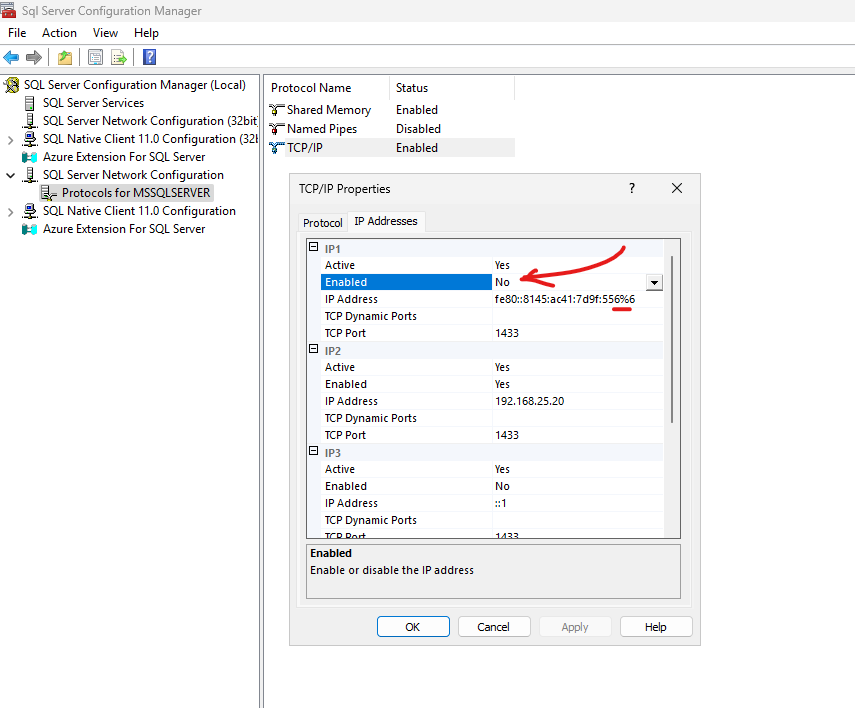 Sql Server Configuration Manager
File Action View Help
SQL Server Configuration Manager (Local)
SQL Server Services
SQL Server Network Configuration (32bit
SQL Native Client 11.0 Configuration (32b
Azure Extension For SQL Server
SQL Server Network Configuration
Protocols for MSSQLSERVER
SQL Native Client 11.0 Configuration
Azure Extension For SQL Server
Protocol Name Status
Shared Memory Enabled
Named Pipes Disabled
TCP/IP Enabled
TCP/IP Properties ?
Protocol IP Addresses
IP1
Active Yes
Enabled No
IP Address fe80::8145:ac41:7d9f:556%6
TCP Dynamic Ports
TCP Port 1433
IP2
Active Yes
Enabled Yes
IP Address 192.168.25.20
TCP Dynamic Ports
TCP Port 1433
IP3
Active Yes
Enabled No
IP Address ::1
TCP Dynamic Ports
TCP Port 1433
Enabled
Enable or disable the IP address
OK Cancel Apply Help